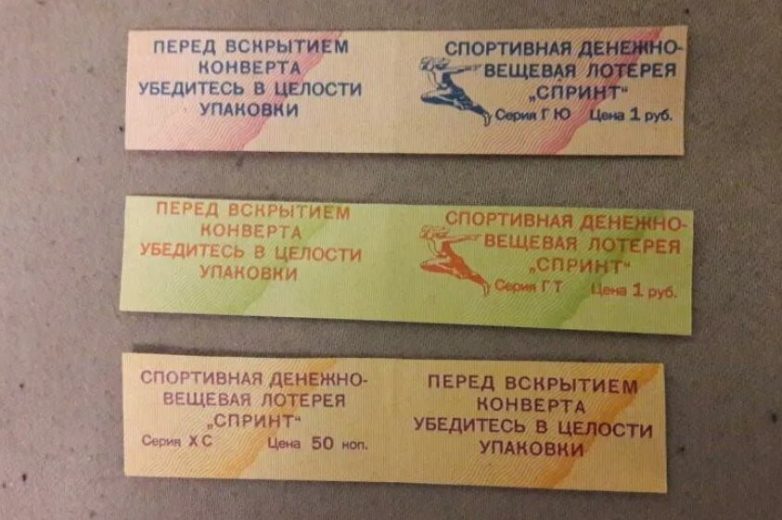 ПЕРЕД ВСКРЫТИЕМ
КОНВЕРТА
УБЕДИТЕСЬ В ЦЕЛОСТИ
УПАКОВКИ
СПОРТИВНАЯ ДЕНЕЖНО-
ВЕЩЕВАЯ ЛОТЕРЕЯ
„СПРИНТ“
Серия Г Ю Цена 1 руб.
ПЕРЕД ВСКРЫТИЕМ
КОНВЕРТА
УБЕДИТЕСЬ В ЦЕЛОСТИ
УПАКОВКИ
СПОРТИВНАЯ ДЕНЕЖНО-
ВЕЩЕВАЯ ЛОТЕРЕЯ
„СПРИНТ“
Серия Г Т Цена 1 руб.
СПОРТИВНАЯ ДЕНЕЖНО-
ВЕЩЕВАЯ ЛОТЕРЕЯ
„СПРИНТ“
Серия Х С Цена 50 коп.
ПЕРЕД ВСКРЫТИЕМ
КОНВЕРТА
УБЕДИТЕСЬ В ЦЕЛОСТИ
УПАКОВКИ